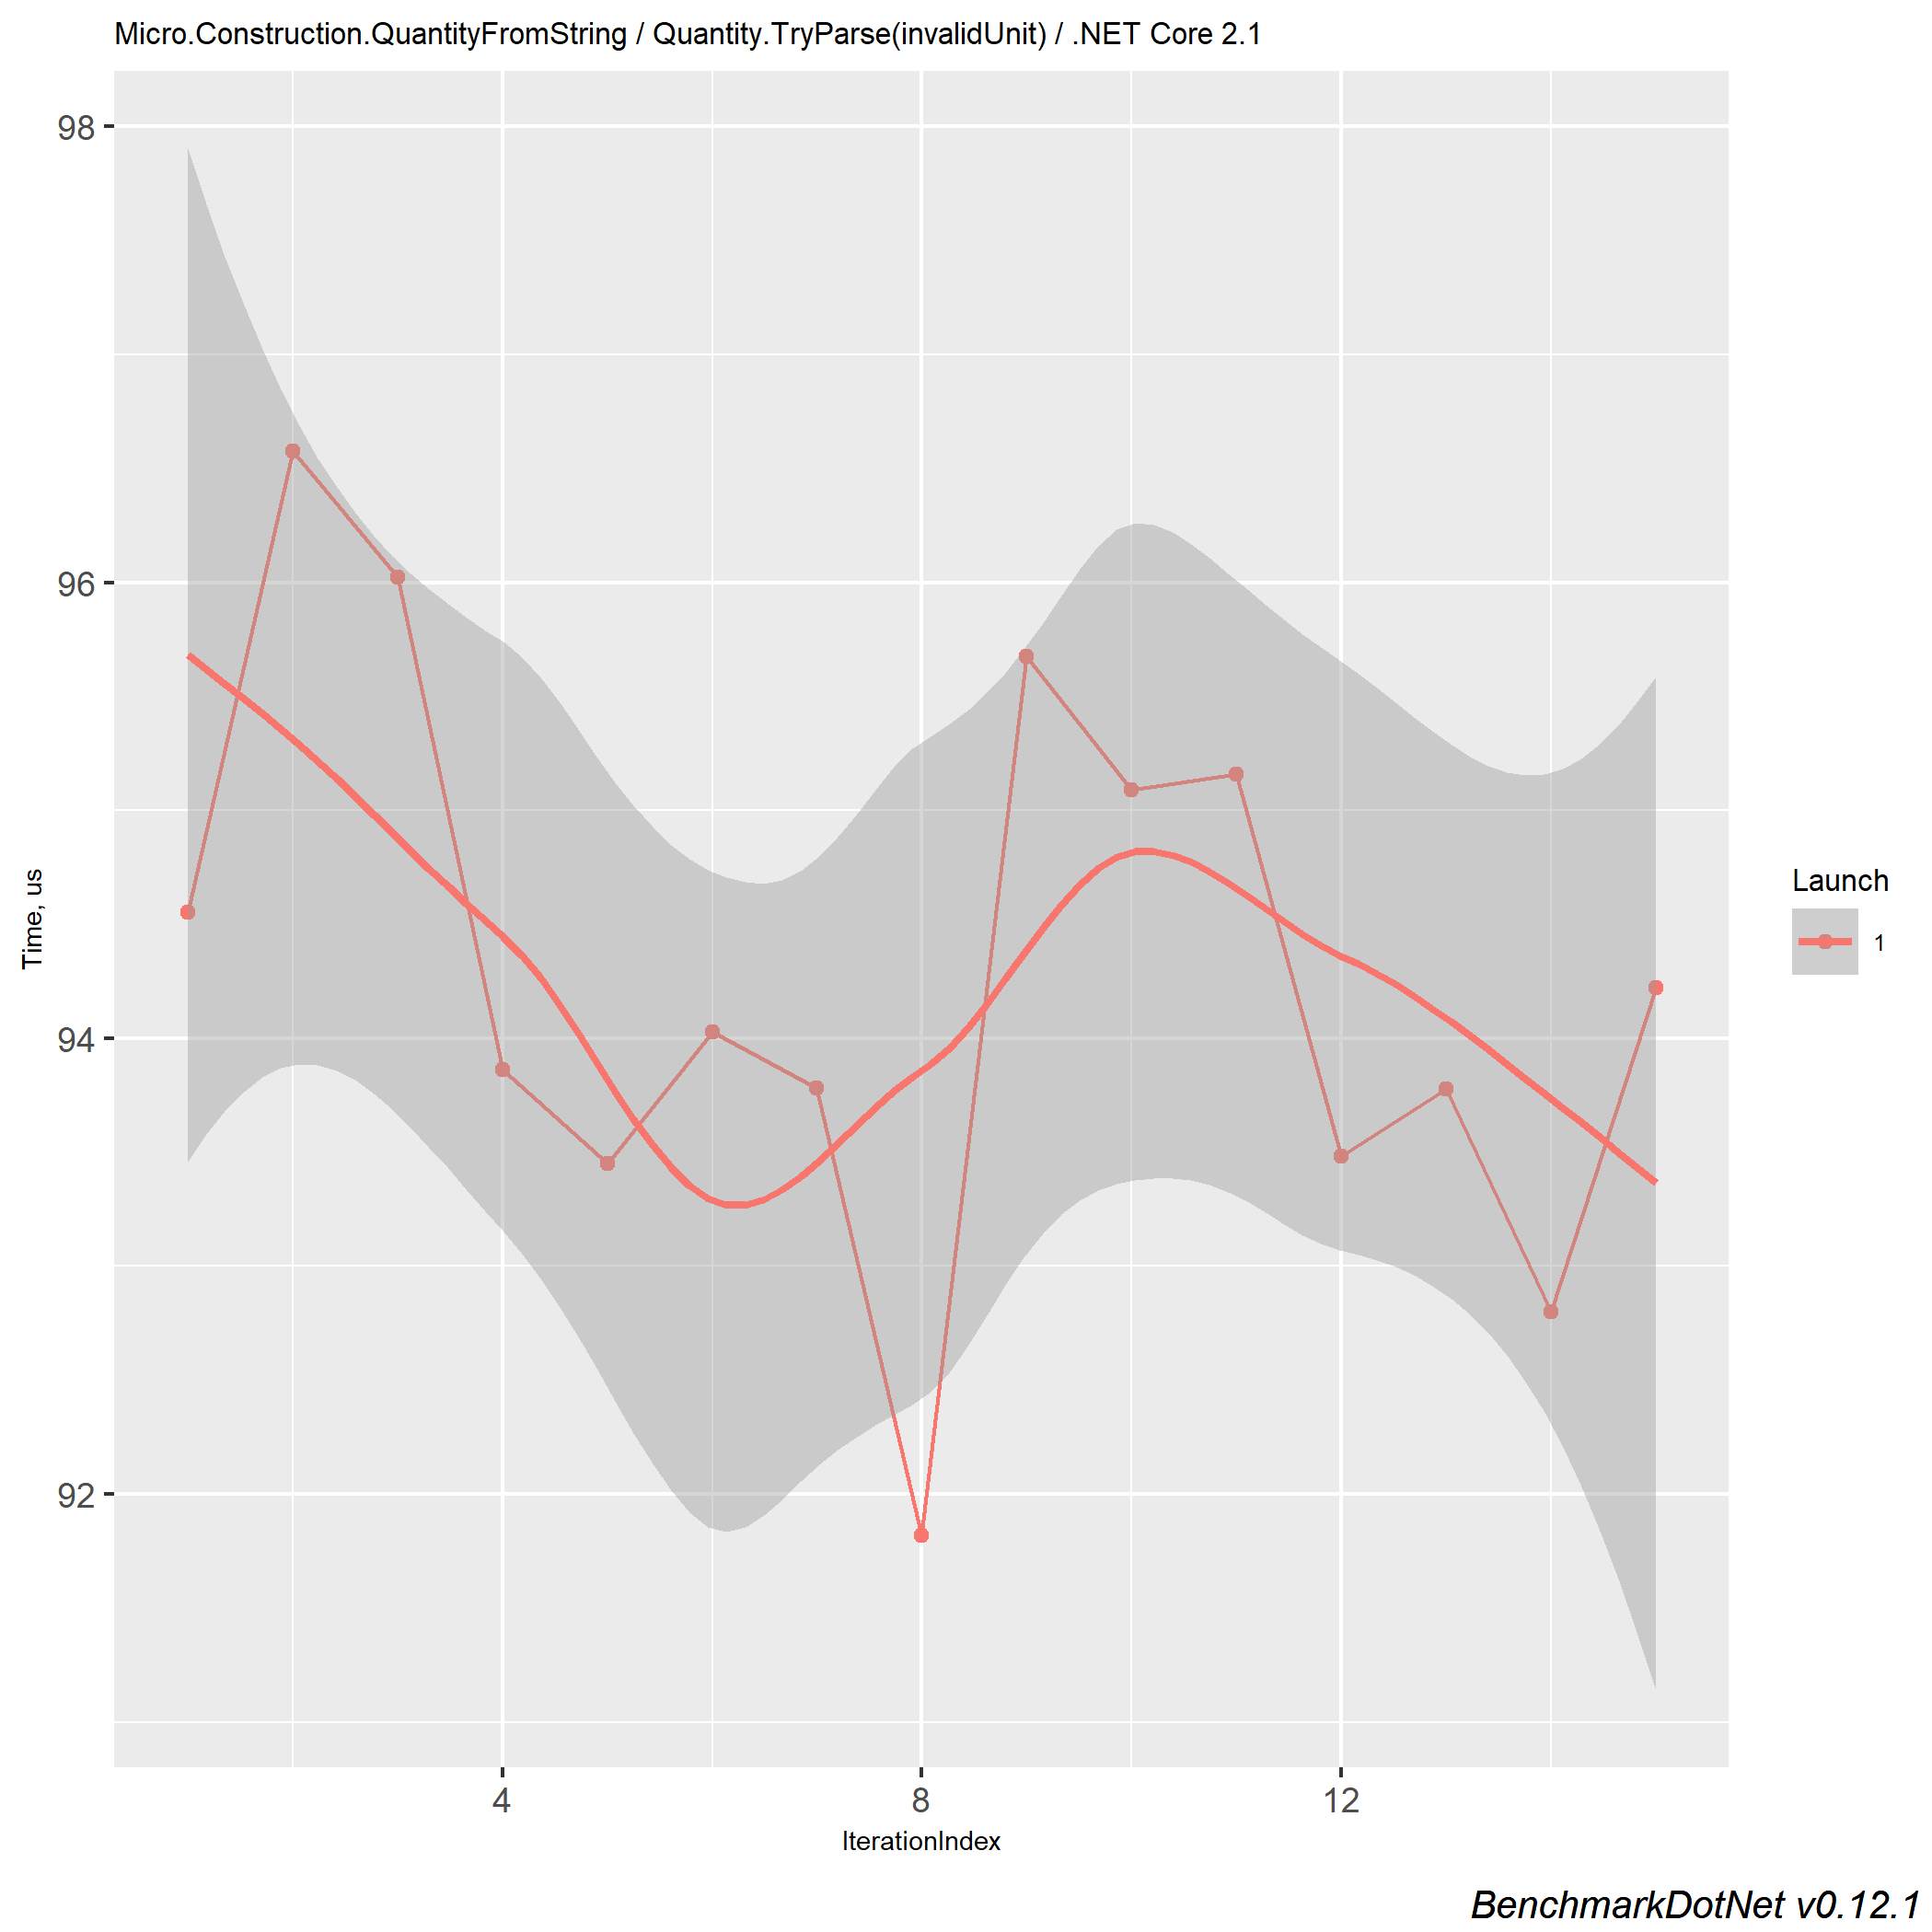 Micro.Construction.QuantityFromString / Quantity.TryParse(invalidUnit) / .NET Core 2.1
98
96
94
92
Time, us
4
8
12
IterationIndex
Launch
1
BenchmarkDotNet v0.12.1